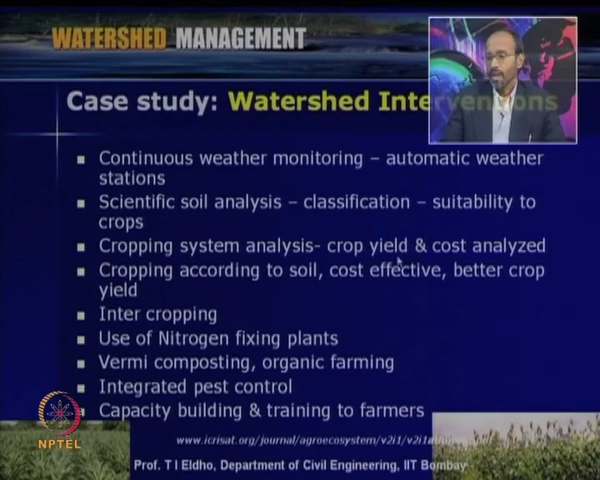 WATERSHED MANAGEMENT
Case study: Watershed Interventions
Continuous weather monitoring – automatic weather
stations
Scientific soil analysis – classification – suitability to
crops
Cropping system analysis- crop yield & cost analyzed
Cropping according to soil, cost effective, better crop
yield
Inter cropping
Use of Nitrogen fixing plants
Vermi composting, organic farming
Integrated pest control
Capacity building & training to farmers
NPTEL
Prof. T I Eldho, Department of Civil Engineering, IIT Bombay